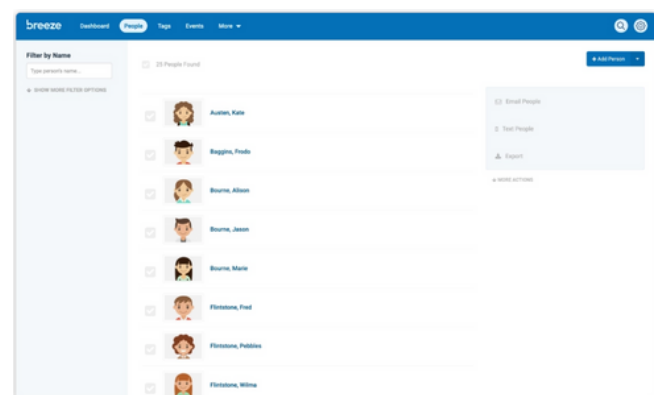 breeze Dashboard People Tags Events More
Filter by Name
Type person's name...
SHOW MORE FILTER OPTIONS
25 People Found
Add Person
Austen, Kate
Baggins, Frodo
Bourne, Alison
Bourne, Jason
Bourne, Marie
Flintstone, Fred
Flintstone, Pebbles
Flintstone, Wilma
Email People
Text People
Export
MORE ACTIONS